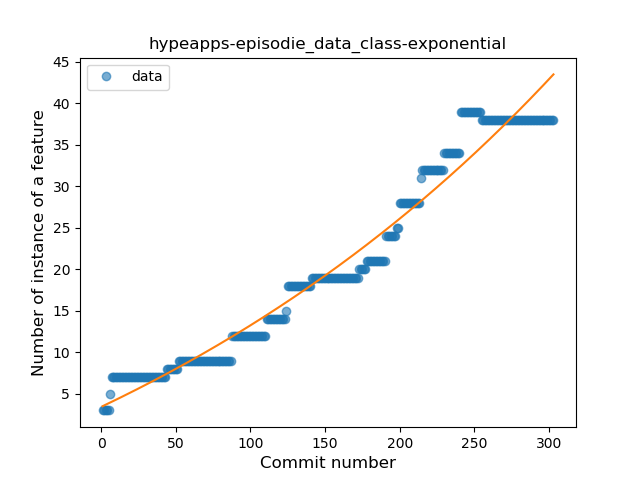 hypeapps-episodie_data_class-exponential
data
Number of instance of a feature
45
40
35
30
25
20
15
10
5
0 50 100 150 200 250 300
Commit number